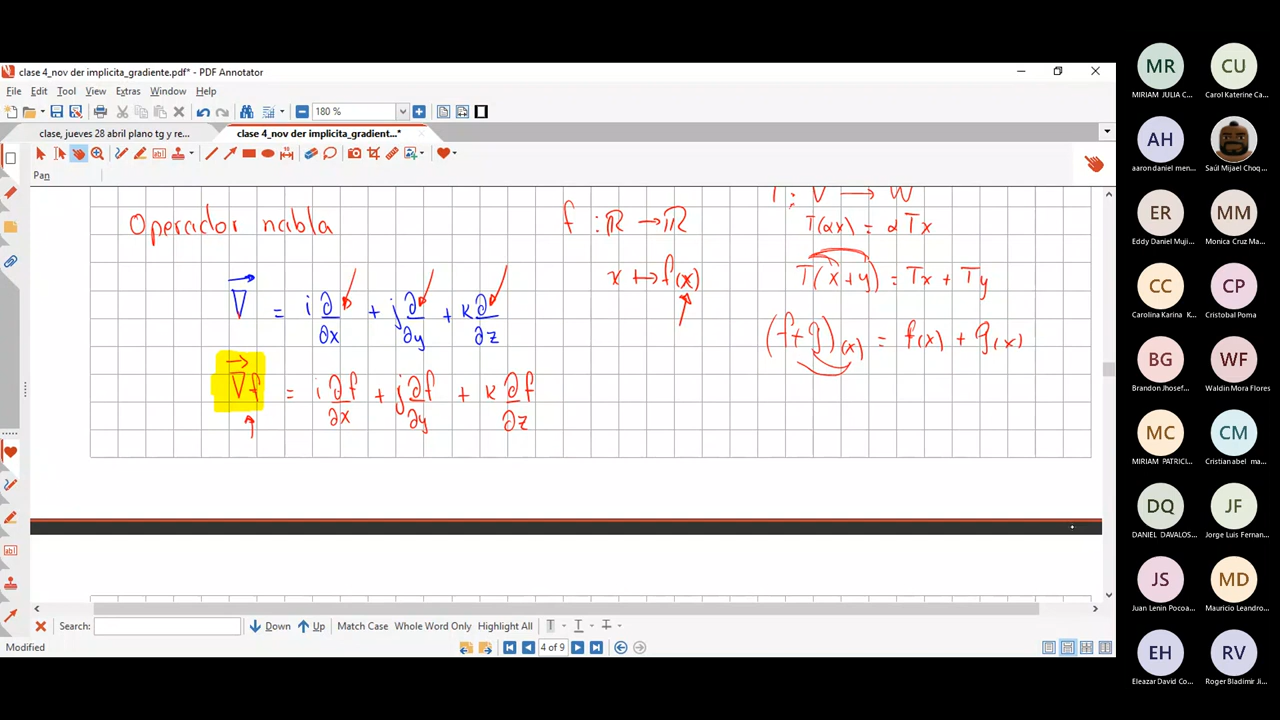 clase 4_nov der implicita_gradiente.pdf* - PDF Annotator
File Edit Tool Extras Window Help
180 %
clase, jueves 28 abril plano tg y re...
clase 4_nov der implicita_gradient...*
Pan
Operador nabla
f : ℝ → ℝ
x ↦ f(x)
V → W
T(αx) = αTx
T(x+y) = Tx + Ty
(f+g)(x) = f(x) + g(x)
∇ = i ∂/∂x + j ∂/∂y + k ∂/∂z
∇f = i ∂f/∂x + j ∂f/∂y + k ∂f/∂z
Search: Down Up Match Case Whole Word Only Highlight All
Modified
4 of 9
MR
MIRIAM JULIA C...
CU
Carol Katerine Ca...
AH
aaron daniel men...
Saúl Mijael Choq...
ER
Eddy Daniel Muji...
MM
Monica Cruz Ma...
CC
Carolina Karina K...
CP
Cristobal Poma
BG
Brandon Jhosef...
WF
Waldin Mora Flores
MC
MIRIAM PATRICI...
CM
Cristian abel ma...
DQ
DANIEL DAVALOS...
JF
Jorge Luis Fernan...
JS
Juan Lenin Pocoa...
MD
Mauricio Leandro...
EH
Eleazar David Co...
RV
Roger Bladimir Ji...